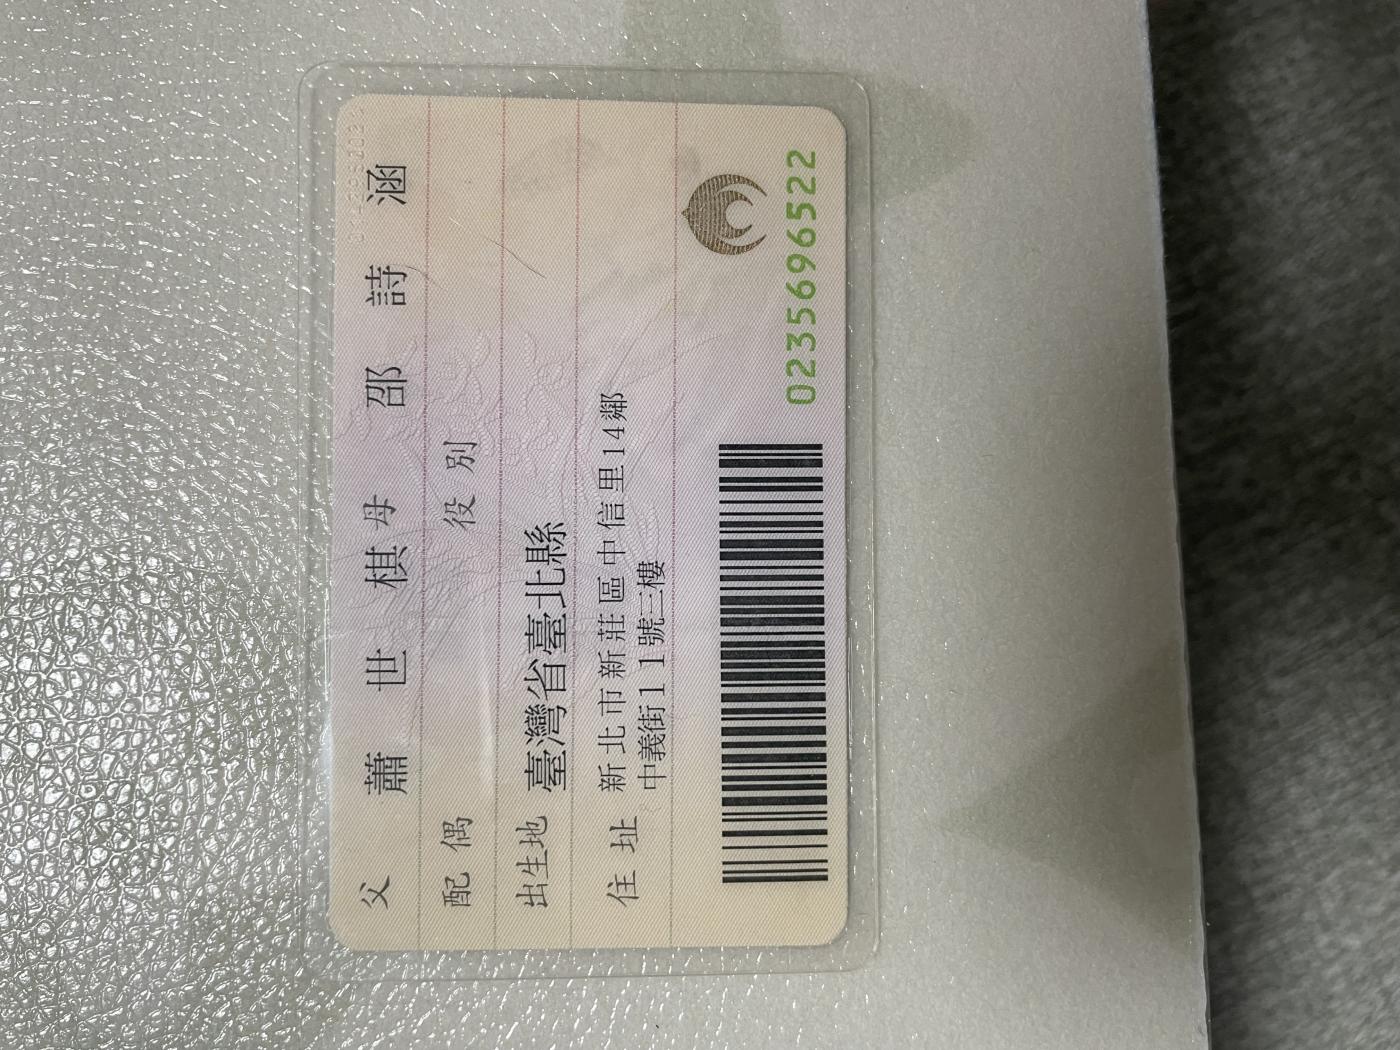 父 蕭世棋 母 邵詩涵
配偶 役別
出生地 臺灣省臺北縣
住址 新北市新莊區中信里14鄰
中義街11號三樓
0235696522